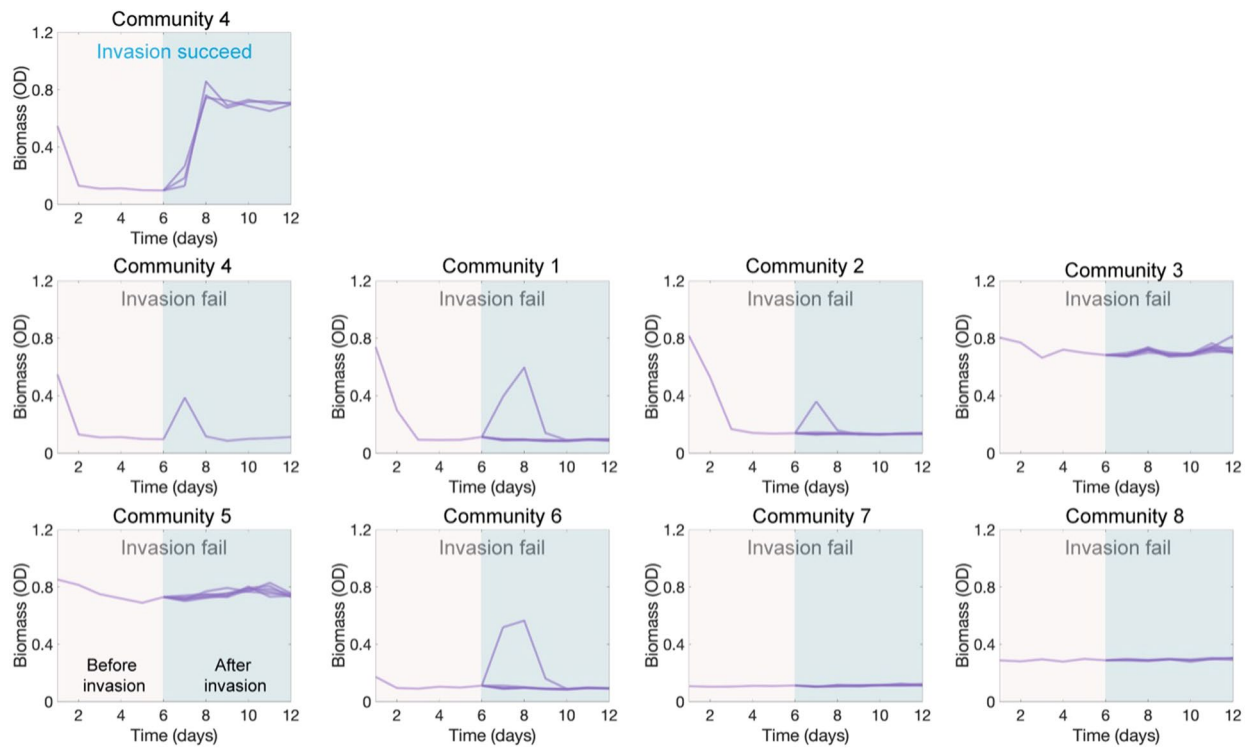 Community 4
Invasion succeed
Biomass (OD)
1.2
0.8
0.4
0
2 4 6 8 10 12
Time (days)
Community 4
Invasion fail
Biomass (OD)
1.2
0.8
0.4
0
2 4 6 8 10 12
Time (days)
Community 1
Invasion fail
Biomass (OD)
1.2
0.8
0.4
0
2 4 6 8 10 12
Time (days)
Community 2
Invasion fail
Biomass (OD)
1.2
0.8
0.4
0
2 4 6 8 10 12
Time (days)
Community 3
Invasion fail
Biomass (OD)
1.2
0.8
0.4
0
2 4 6 8 10 12
Time (days)
Community 5
Invasion fail
Biomass (OD)
1.2
0.8
0.4
0
Before
invasion
After
invasion
2 4 6 8 10 12
Time (days)
Community 6
Invasion fail
Biomass (OD)
1.2
0.8
0.4
0
2 4 6 8 10 12
Time (days)
Community 7
Invasion fail
Biomass (OD)
1.2
0.8
0.4
0
2 4 6 8 10 12
Time (days)
Community 8
Invasion fail
Biomass (OD)
1.2
0.8
0.4
0
2 4 6 8 10 12
Time (days)